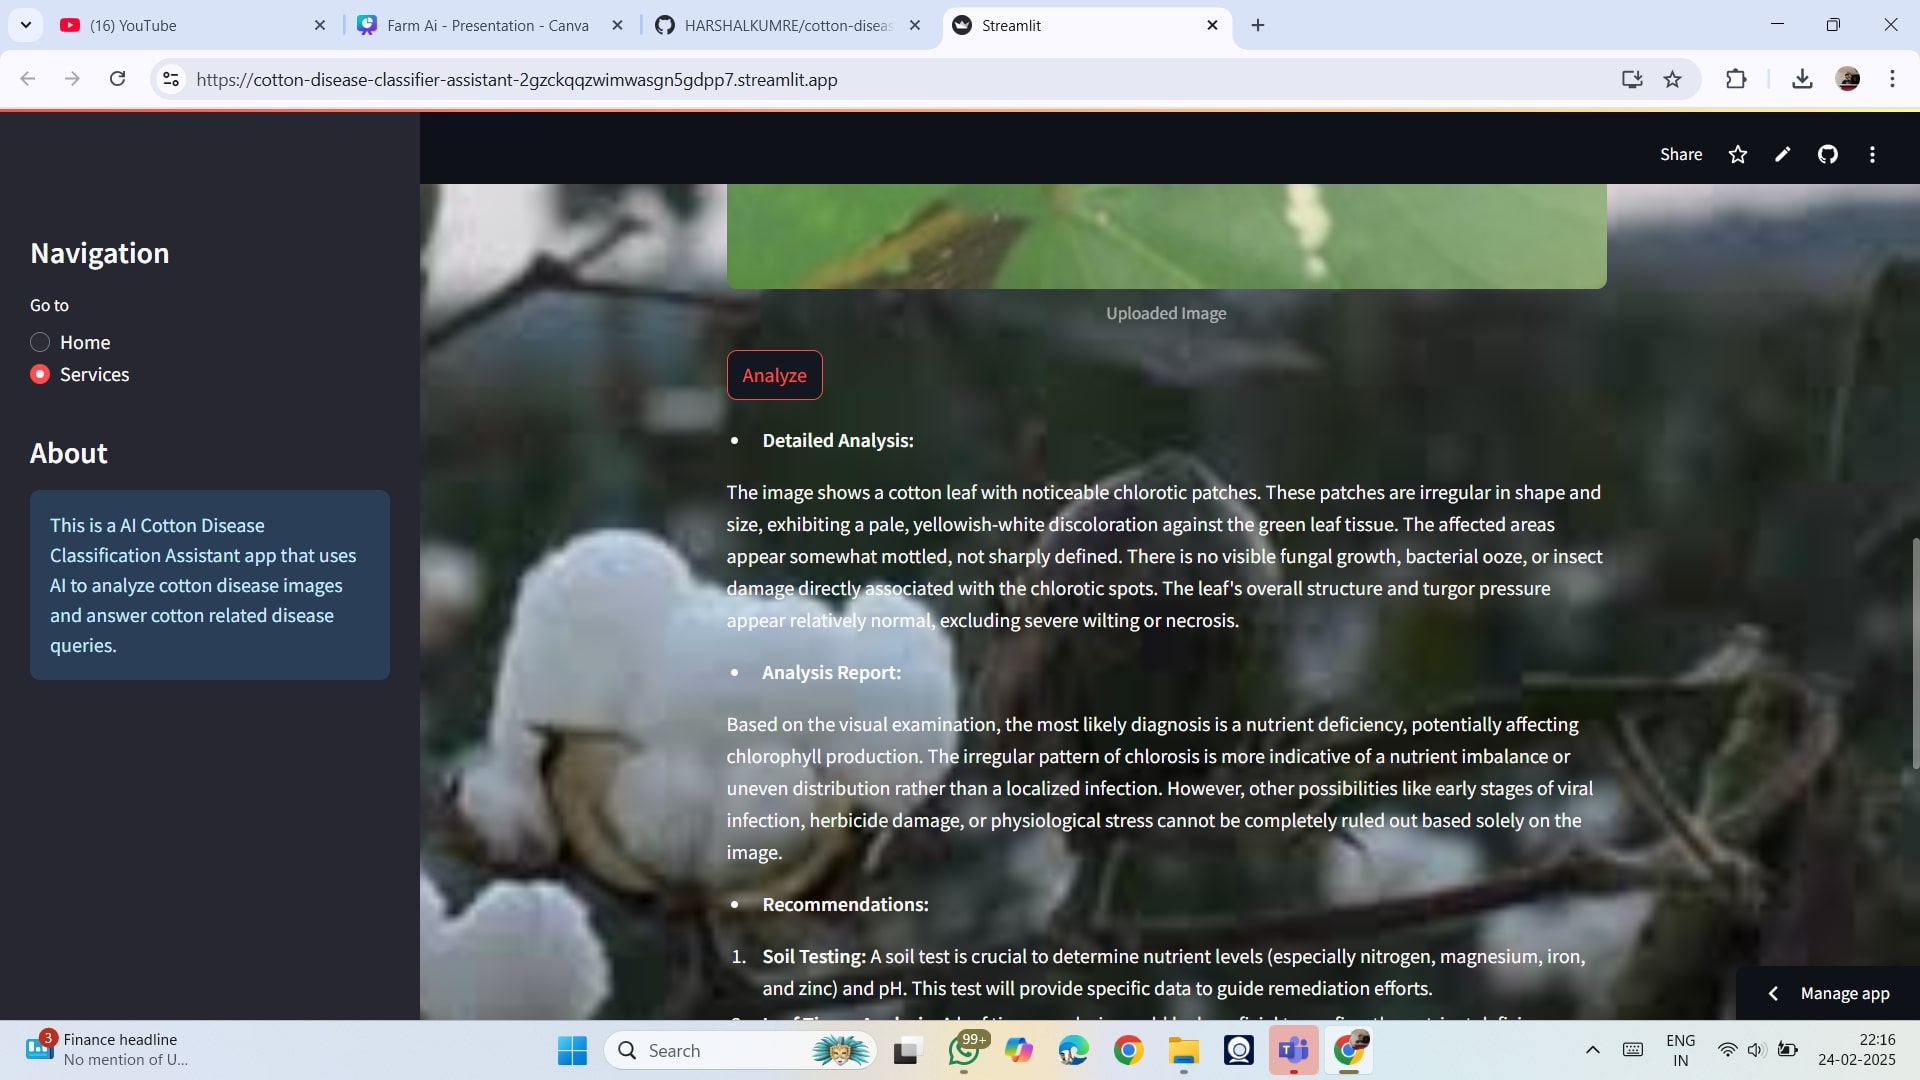 (16) YouTube
Farm Ai - Presentation - Canva
HARSHALKUMRE/cotton-diseas
Streamlit
https://cotton-disease-classifier-assistant-2gzckqqzwimwasgn5gdpp7.streamlit.app
Share
Navigation
Go to
Home
Services
About
This is a AI Cotton Disease
Classification Assistant app that uses
AI to analyze cotton disease images
and answer cotton related disease
queries.
Uploaded Image
Analyze
• Detailed Analysis:
The image shows a cotton leaf with noticeable chlorotic patches. These patches are irregular in shape and
size, exhibiting a pale, yellowish-white discoloration against the green leaf tissue. The affected areas
appear somewhat mottled, not sharply defined. There is no visible fungal growth, bacterial ooze, or insect
damage directly associated with the chlorotic spots. The leaf's overall structure and turgor pressure
appear relatively normal, excluding severe wilting or necrosis.
• Analysis Report:
Based on the visual examination, the most likely diagnosis is a nutrient deficiency, potentially affecting
chlorophyll production. The irregular pattern of chlorosis is more indicative of a nutrient imbalance or
uneven distribution rather than a localized infection. However, other possibilities like early stages of viral
infection, herbicide damage, or physiological stress cannot be completely ruled out based solely on the
image.
• Recommendations:
1. Soil Testing: A soil test is crucial to determine nutrient levels (especially nitrogen, magnesium, iron,
and zinc) and pH. This test will provide specific data to guide remediation efforts.
Manage app
3
Finance headline
No mention of U...
Search
99+
ENG
IN
22:16
24-02-2025